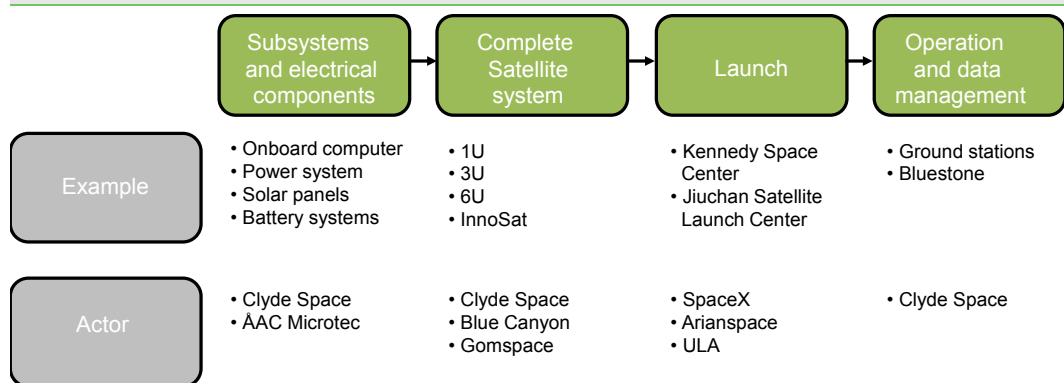 Subsystems
and electrical
components
Complete
Satellite
system
Launch
Operation
and data
management
Example
• Onboard computer
• Power system
• Solar panels
• Battery systems
• 1U
• 3U
• 6U
• InnoSat
• Kennedy Space
Center
• Jiuchan Satellite
Launch Center
• Ground stations
• Bluestone
Actor
• Clyde Space
• ÅAC Microtec
• Clyde Space
• Blue Canyon
• Gomspace
• SpaceX
• Arianspace
• ULA
• Clyde Space